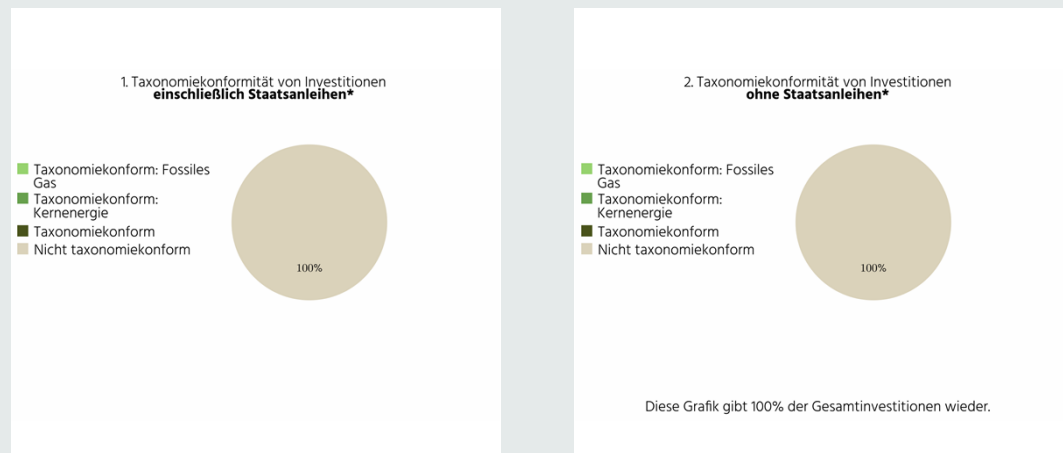 1. Taxonomiekonformität von Investitionen
einschließlich Staatsanleihen*
Taxonomiekonform: Fossiles
Gas
Taxonomiekonform:
Kernenergie
Taxonomiekonform
Nicht taxonomiekonform
100%
2. Taxonomiekonformität von Investitionen
ohne Staatsanleihen*
Taxonomiekonform: Fossiles
Gas
Taxonomiekonform:
Kernenergie
Taxonomiekonform
Nicht taxonomiekonform
100%
Diese Grafik gibt 100% der Gesamtinvestitionen wieder.